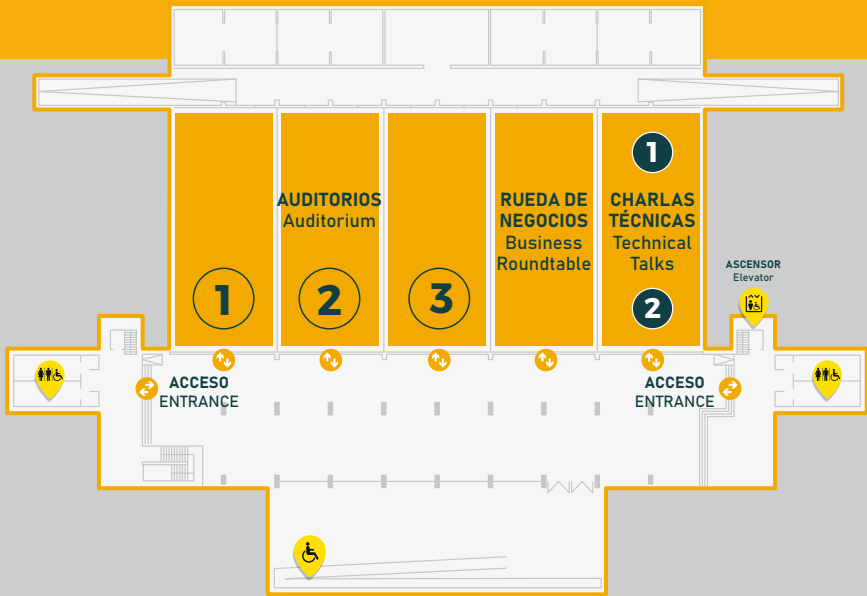 1
AUDITORIOS
Auditorium
2
3
RUEDA DE
NEGOCIOS
Business
Roundtable
1
CHARLAS
TÉCNICAS
Technical
Talks
2
ASCENSOR
Elevator
ACCESO
ENTRANCE
ACCESO
ENTRANCE